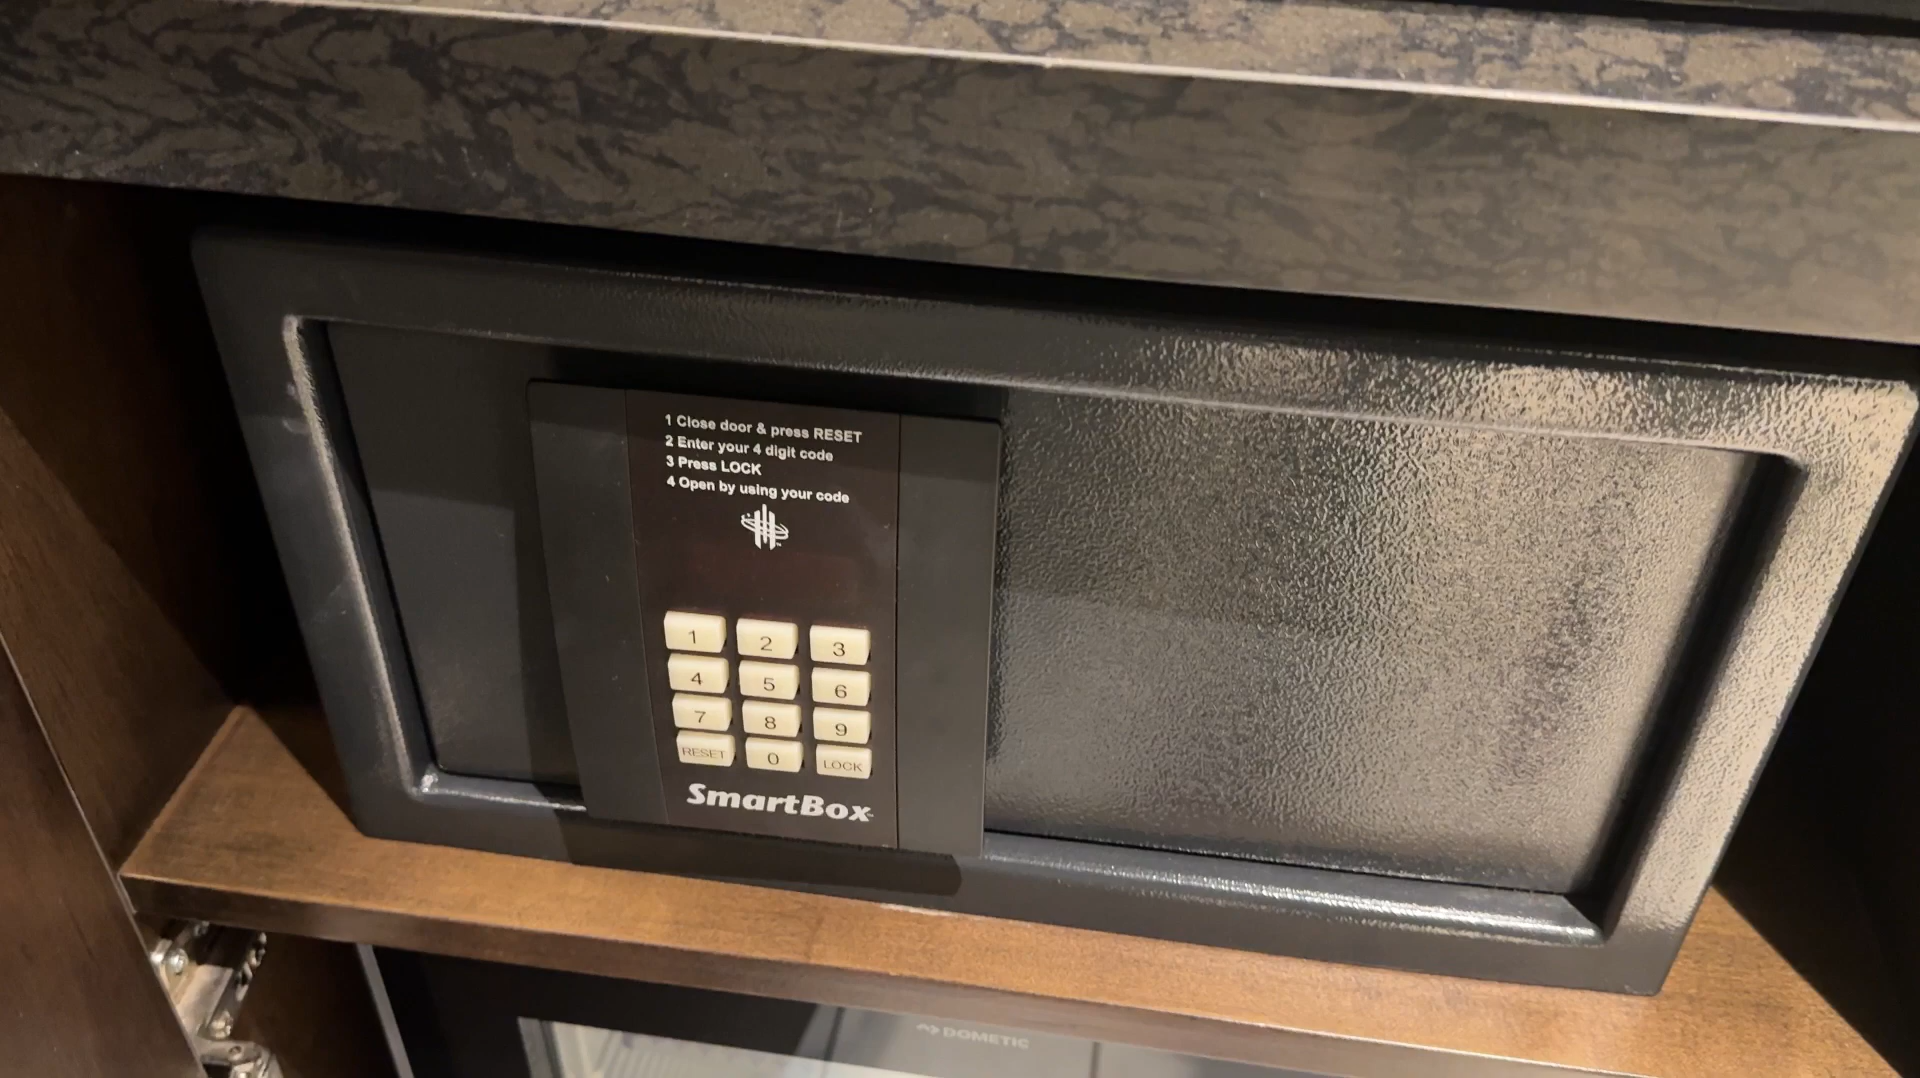 1 Close door & press RESET
2 Enter your 4 digit code
3 Press LOCK
4 Open by using your code
1 2 3
4 5 6
7 8 9
RESET 0 LOCK
SmartBox
DOMETIC